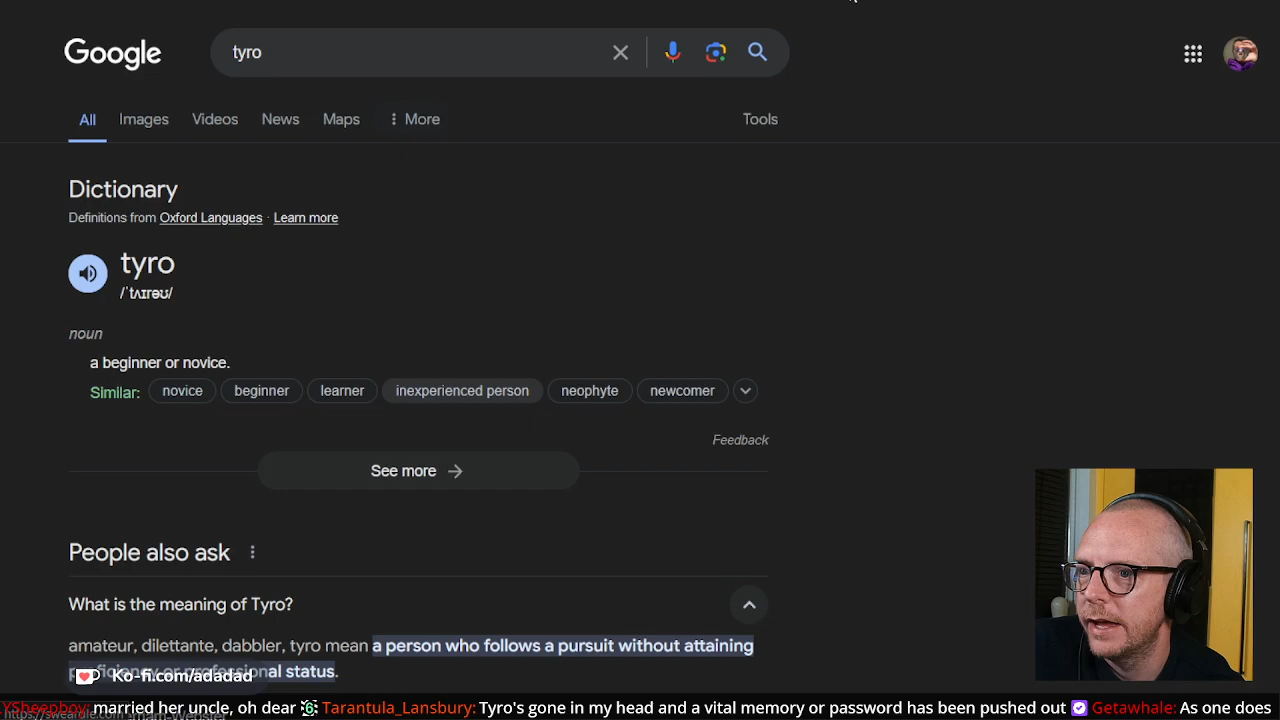 Google
tyro
All Images Videos News Maps More
Tools
Dictionary
Definitions from Oxford Languages · Learn more
tyro
/ˈtʌɪrəʊ/
noun
a beginner or novice.
Similar: novice beginner learner inexperienced person neophyte newcomer
Feedback
See more →
People also ask
What is the meaning of Tyro?
amateur, dilettante, dabbler, tyro mean a person who follows a pursuit without attaining
proficiency or professional status.
Ko-fi.com/adadad
YSheepboy: married her uncle, oh dear Tarantula_Lansbury: Tyro's gone in my head and a vital memory or password has been pushed out Getawhale: As one does